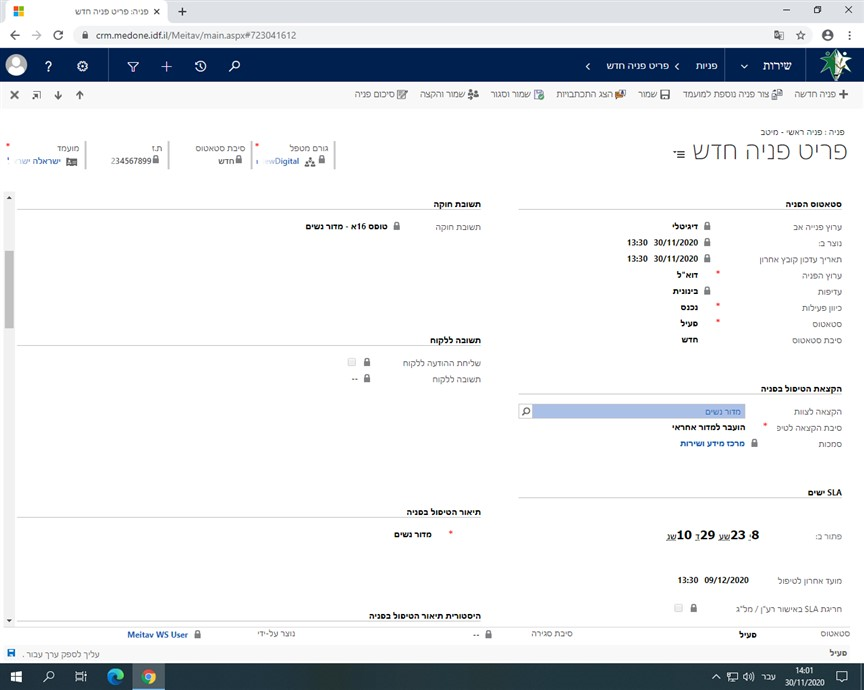 פניה: פריט פניה חדש
crm.medone.idf.il/Meitav/main.aspx#723041612
שירות
פניות
פריט פניה חדש
פניה חדשה
צור פניה נוספת למועמד
שמור
הצג התכתבויות
שמור וסגור
שמור והקצה
סיכום פניה
פניה : פניה ראשי - מיטב
פריט פניה חדש
גורם מטפל
סיבת סטאטוס
חדש
ת.ז
234567899
מועמד
סטאטוס הפניה
ערוץ פנייה אב
דיגיטלי
נוצר ב:
30/11/2020 13:30
תאריך עדכון קובץ אחרון
30/11/2020 13:30
ערוץ הפניה * דוא"ל
עדיפות
בינונית
כיוון פעילות * נכנס
סטאטוס * פעיל
סיבת סטאטוס
חדש
הקצאת הטיפול בפניה
הקצאה לצוות
מדור נשים
סיבת הקצאה לטיפ * הועבר למדור אחראי
סמכות
מרכז מידע ושירות
SLA ישים
פתור ב:
8י 23שע 29ד 10שנ
מועד אחרון לטיפול
09/12/2020 13:30
חריגת SLA באישור רע"ן / מל"ג
תשובת חוקה
תשובת חוקה
טופס 16א - מדור נשים
תשובה ללקוח
שליחת ההודעה ללקוח
תשובה ללקוח
--
תיאור הטיפול בפניה
* מדור נשים
היסטורית תיאור הטיפול בפניה
סטאטוס
פעיל
סיבת סגירה
--
נוצר על-ידי
Meitav WS User
פעיל
עליך לספק ערך עבור .
עבר
14:01
30/11/2020